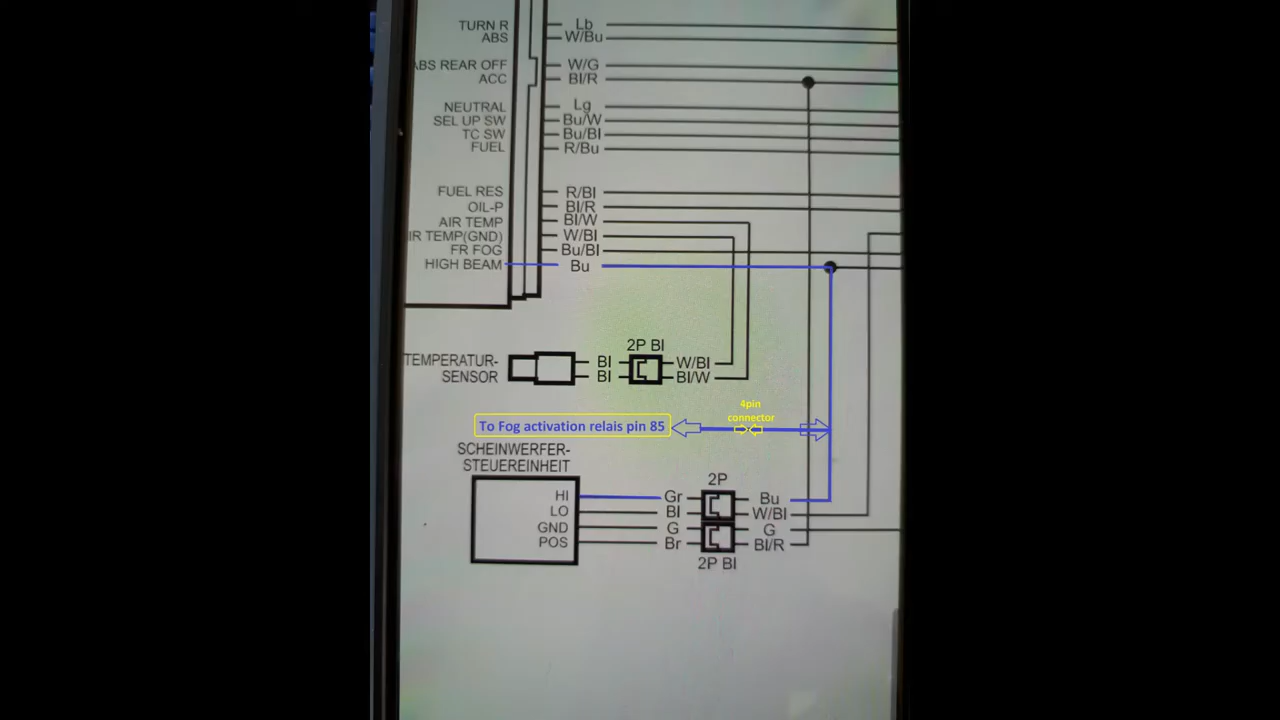 TURN R Lb
ABS W/Bu
ABS REAR OFF W/G
ACC Bl/R
NEUTRAL Lg
SEL UP SW Bu/W
TC SW Bu/Bl
FUEL R/Bu
FUEL RES R/Bl
OIL-P Bl/R
AIR TEMP Bl/W
IR TEMP(GND) W/Bl
FR FOG Bu/Bl
HIGH BEAM Bu
2P Bl
TEMPERATUR-
SENSOR
Bl W/Bl
Bl Bl/W
4pin
connector
To Fog activation relais pin 85
SCHEINWERFER-
STEUEREINHEIT
2P
HI Gr Bu
LO Bl W/Bl
GND G G
POS Br Bl/R
2P Bl